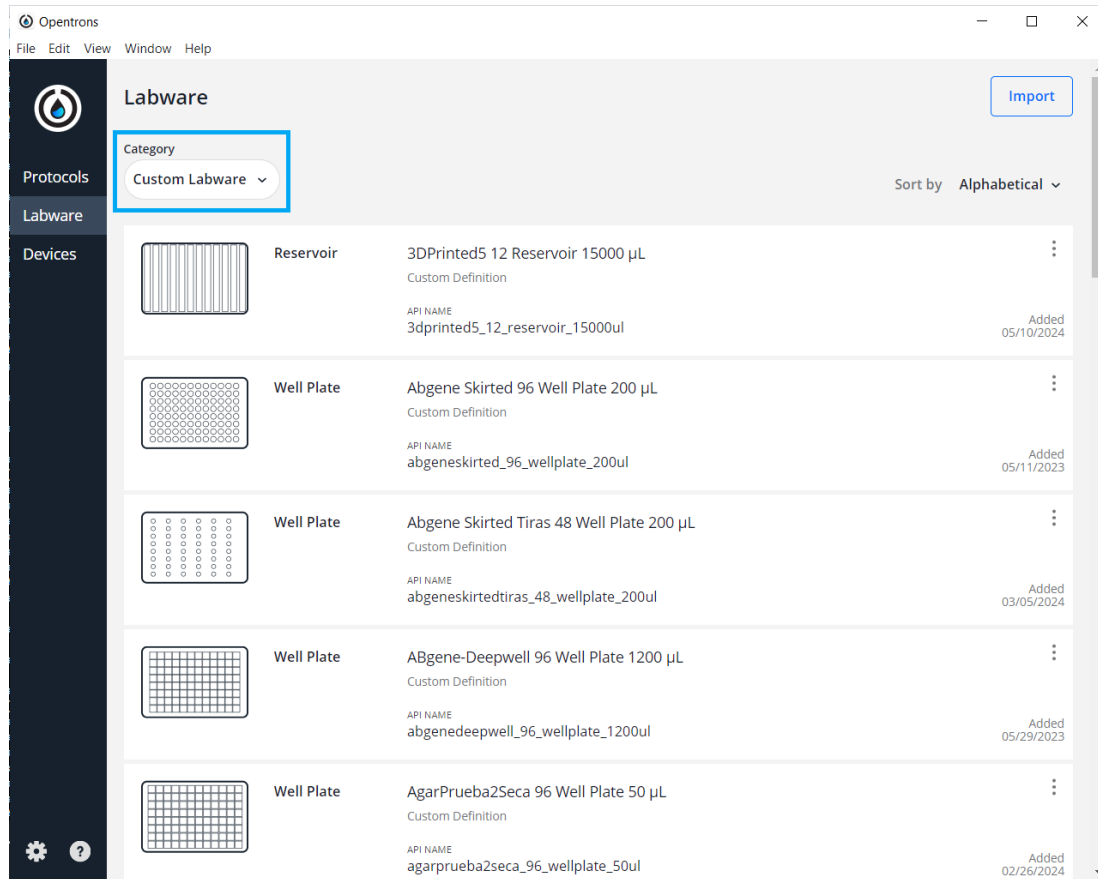 Opentrons
File Edit View Window Help
Labware
Import
Category
Custom Labware
Protocols
Labware
Devices
Sort by Alphabetical
Reservoir
3DPrinted5 12 Reservoir 15000 µL
Custom Definition
API NAME
3dprinted5_12_reservoir_15000ul
Added
05/10/2024
Well Plate
Abgene Skirted 96 Well Plate 200 µL
Custom Definition
API NAME
abgeneskirted_96_wellplate_200ul
Added
05/11/2023
Well Plate
Abgene Skirted Tiras 48 Well Plate 200 µL
Custom Definition
API NAME
abgeneskirtedtiras_48_wellplate_200ul
Added
03/05/2024
Well Plate
ABgene-Deepwell 96 Well Plate 1200 µL
Custom Definition
API NAME
abgenedeepwell_96_wellplate_1200ul
Added
05/29/2023
Well Plate
AgarPrueba2Seca 96 Well Plate 50 µL
Custom Definition
API NAME
agarprueba2seca_96_wellplate_50ul
Added
02/26/2024
?